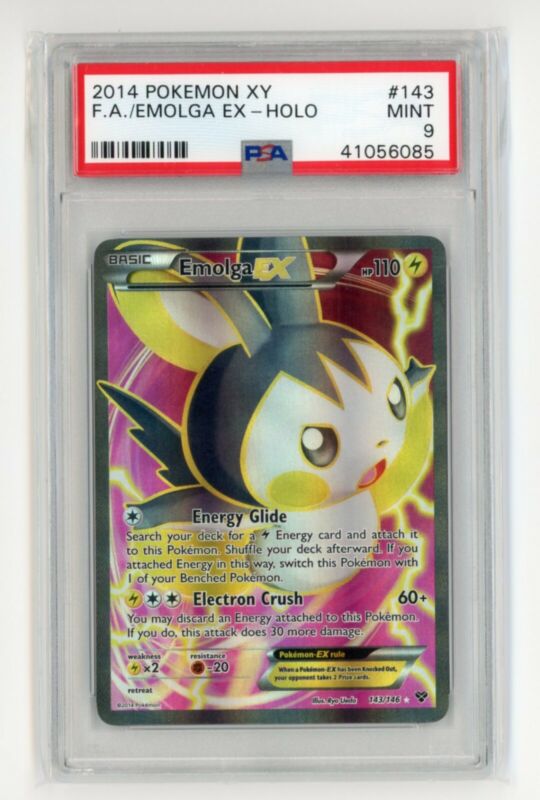 2014 POKEMON XY #143
F.A./EMOLGA EX-HOLO MINT
9
PSA 41056085
BASIC Emolga EX HP110
Energy Glide
Search your deck for a Energy card and attach it
to this Pokémon. Shuffle your deck afterward. If you
attached Energy in this way, switch this Pokémon with
1 of your Benched Pokémon.
Electron Crush 60+
You may discard an Energy attached to this Pokémon.
If you do, this attack does 30 more damage.
weakness resistance
×2 -20
retreat
Pokémon-EX rule
When a Pokémon-EX has been Knocked Out,
your opponent takes 2 Prize cards.
©2014 Pokémon Illus. Ryo Ueda 143/146 XY